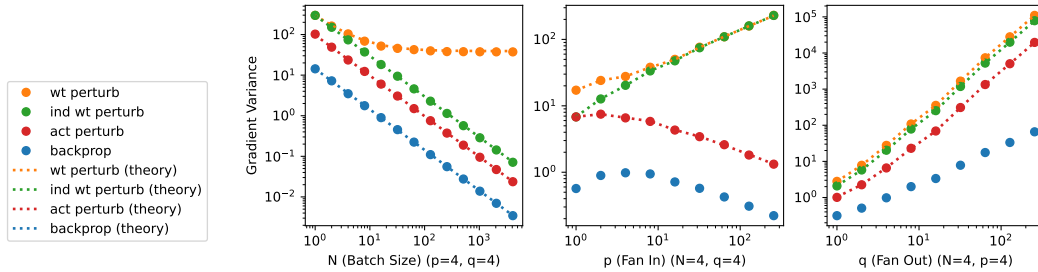 wt perturb
ind wt perturb
act perturb
backprop
wt perturb (theory)
ind wt perturb (theory)
act perturb (theory)
backprop (theory)
Gradient Variance
10²
10¹
10⁰
10⁻¹
10⁻²
10⁰ 10¹ 10² 10³
N (Batch Size) (p=4, q=4)
10²
10¹
10⁰
10⁰ 10¹ 10²
p (Fan In) (N=4, q=4)
10⁵
10⁴
10³
10²
10¹
10⁰
10⁰ 10¹ 10²
q (Fan Out) (N=4, p=4)